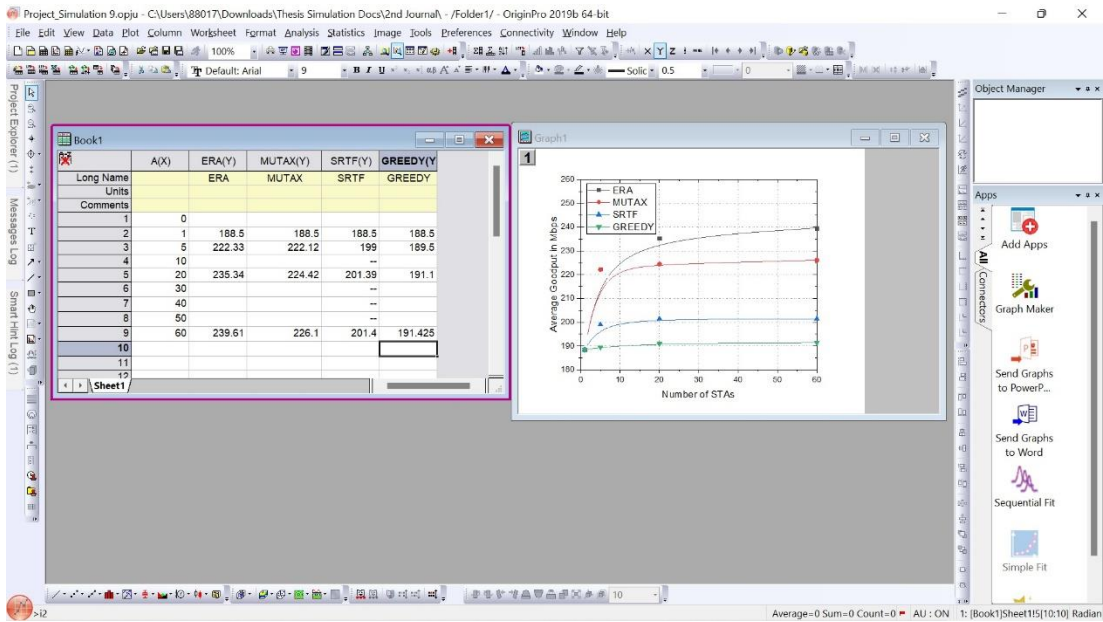 Project_Simulation 9.opju - C:\Users\88017\Downloads\Thesis Simulation Docs\2nd Journal\ - /Folder1/ - OriginPro 2019b 64-bit
File Edit View Data Plot Column Worksheet Format Analysis Statistics Image Tools Preferences Connectivity Window Help
100%
Default: Arial 9 B I U Solid 0.5 0
Project Explorer (1)
Messages Log
Smart Hint Log (1)
Book1
A(X) ERA(Y) MUTAX(Y) SRTF(Y) GREEDY(Y
Long Name ERA MUTAX SRTF GREEDY
Units
Comments
1 0
2 1 188.5 188.5 188.5 188.5
3 5 222.33 222.12 199 189.5
4 10 --
5 20 235.34 224.42 201.39 191.1
6 30 --
7 40 --
8 50 --
9 60 239.61 226.1 201.4 191.425
10
11
12
Sheet1
Graph1
1
ERA
MUTAX
SRTF
GREEDY
260
250
240
230
220
210
200
190
180
Average Goodput in Mbps
0 10 20 30 40 50 60
Number of STAs
Object Manager
Apps
All
Connectors
Add Apps
Graph Maker
Send Graphs
to PowerP...
Send Graphs
to Word
Sequential Fit
Simple Fit
10
>i2
Average=0 Sum=0 Count=0 AU : ON 1: [Book1]Sheet1!5[10:10] Radian